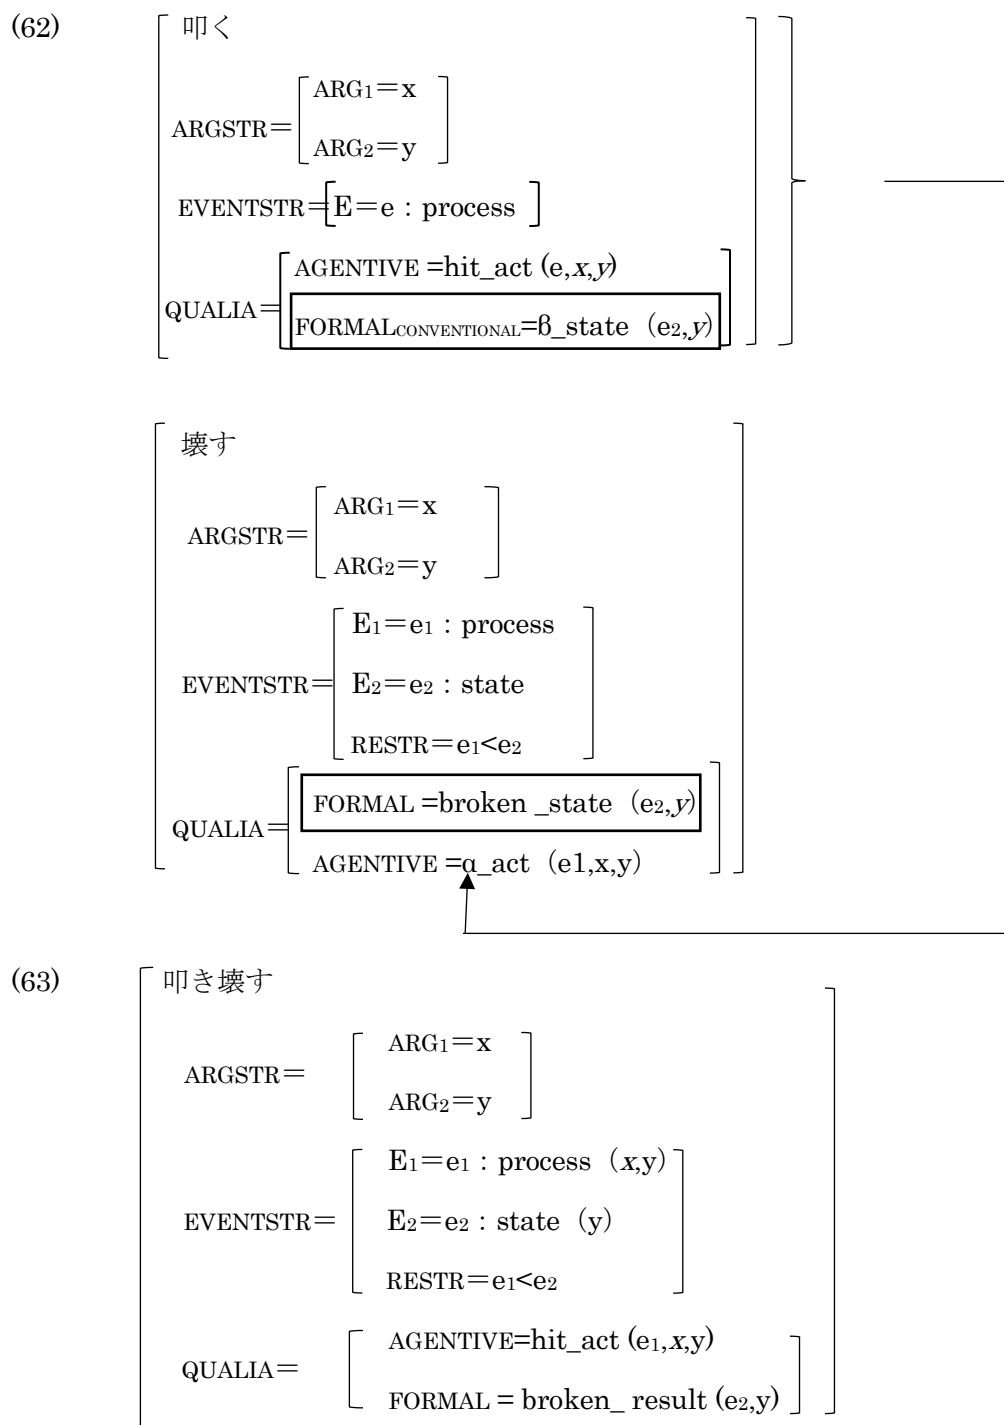 (62)
叩く
ARG1＝x
ARGSTR＝
ARG2＝y
EVENTSTR＝ E＝e：process
AGENTIVE =hit_act (e,x,y)
QUALIA＝
FORMALCONVENTIONAL=β_state （e2,y）
壊す
ARG1＝x
ARGSTR＝
ARG2＝y
E1＝e1：process
EVENTSTR＝ E2＝e2：state
RESTR＝e1<e2
FORMAL =broken _state （e2,y）
QUALIA＝
AGENTIVE =α_act （e1,x,y）
(63)
叩き壊す
ARG1＝x
ARGSTR＝
ARG2＝y
E1＝e1：process （x,y）
EVENTSTR＝ E2＝e2：state （y）
RESTR＝e1<e2
AGENTIVE=hit_act (e1,x,y)
QUALIA＝
FORMAL = broken_ result (e2,y)